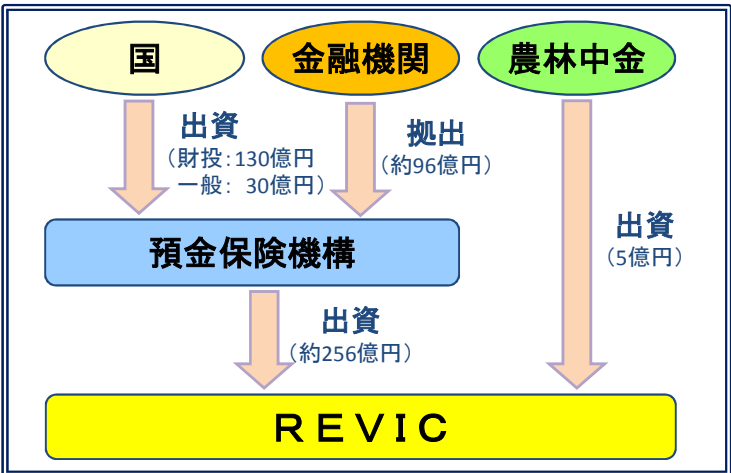 国
金融機関
農林中金
出資
（財投：130億円
一般： 30億円）
拠出
（約96億円）
出資
（5億円）
預金保険機構
出資
（約256億円）
ＲＥＶＩＣ